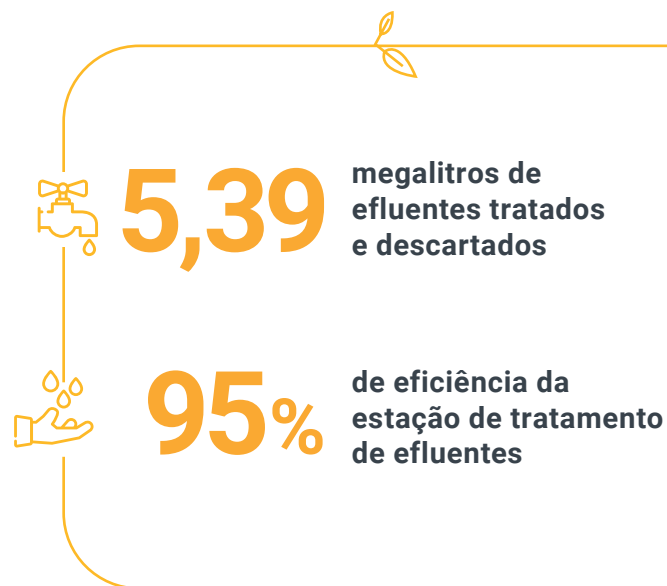 5,39
megalitros de
efluentes tratados
e descartados
95%
de eficiência da
estação de tratamento
de efluentes